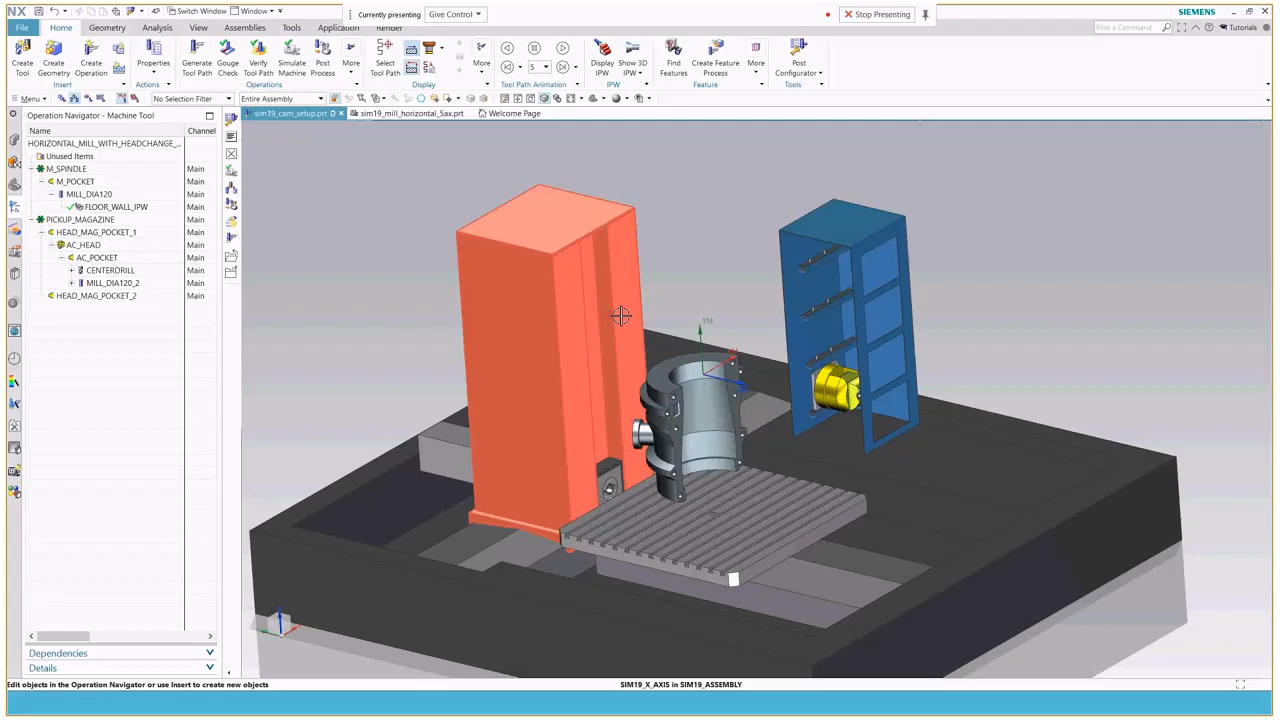 NX
Switch Window
Window
Currently presenting
Give Control
Stop Presenting
SIEMENS
File
Home
Geometry
Analysis
View
Assemblies
Tools
Application
Render
Find a Command
Tutorials
Create Tool
Create Geometry
Create Operation
Properties
Generate Tool Path
Gouge Check
Verify Tool Path
Simulate Machine
Post Process
More
Select Tool Path
More
5
Display IPW
Show 3D IPW
Find Features
Create Feature Process
More
Post Configurator
Insert
Actions
Operations
Display
Tool Path Animation
IPW
Feature
Tools
Menu
No Selection Filter
Entire Assembly
Operation Navigator - Machine Tool
sim19_cam_setup.prt
sim19_mill_horizontal_5ax.prt
Welcome Page
Name
Channel
HORIZONTAL_MILL_WITH_HEADCHANGE_...
Unused Items
M_SPINDLE Main
M_POCKET Main
MILL_DIA120 Main
FLOOR_WALL_IPW Main
PICKUP_MAGAZINE Main
HEAD_MAG_POCKET_1 Main
AC_HEAD Main
AC_POCKET Main
CENTERDRILL Main
MILL_DIA120_2 Main
HEAD_MAG_POCKET_2 Main
YM
Dependencies
Details
Edit objects in the Operation Navigator or use Insert to create new objects
SIM19_X_AXIS in SIM19_ASSEMBLY